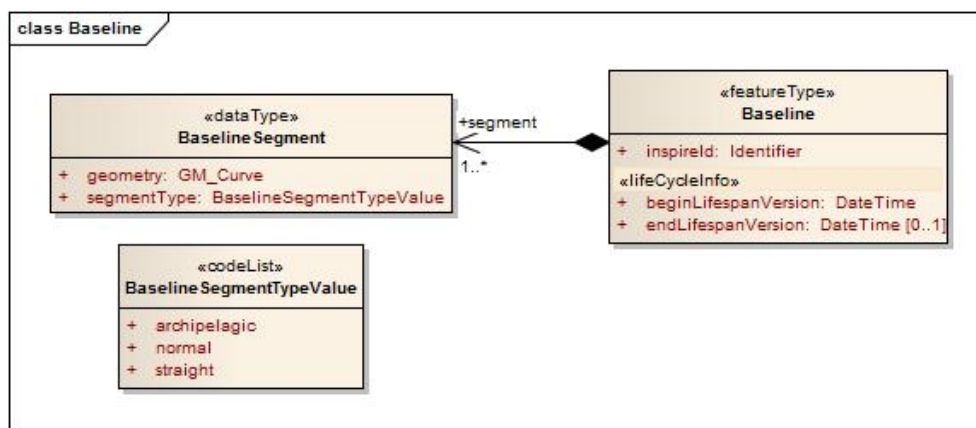 class Baseline
«dataType»
BaselineSegment
+ geometry: GM_Curve
+ segmentType: BaselineSegmentTypeValue
+segment
1..*
«featureType»
Baseline
+ inspireId: Identifier
«lifeCycleInfo»
+ beginLifespanVersion: DateTime
+ endLifespanVersion: DateTime [0..1]
«codeList»
BaselineSegmentTypeValue
+ archipelagic
+ normal
+ straight